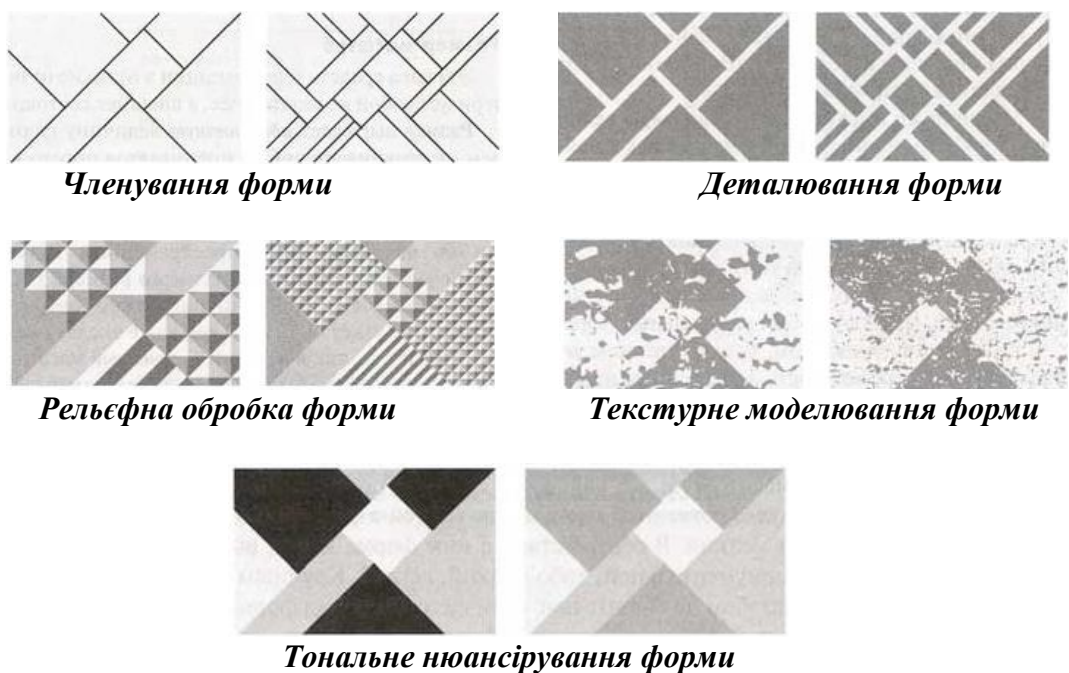 Членування форми
Деталювання форми
Рельєфна обробка форми
Текстурне моделювання форми
Тональне нюансірування форми